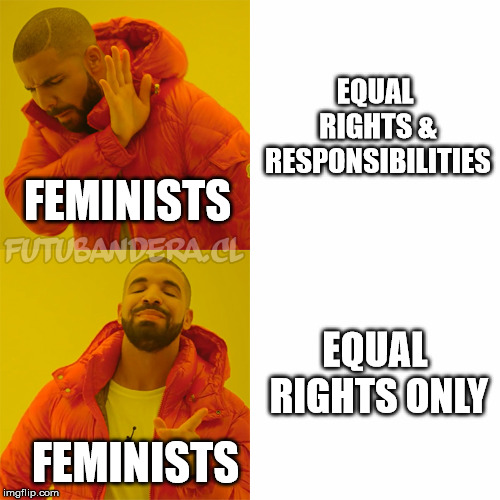 EQUAL
RIGHTS &
RESPONSIBILITIES
FEMINISTS
FUTUBANDERA.CL
EQUAL
RIGHTS ONLY
FEMINISTS
imgflip.com